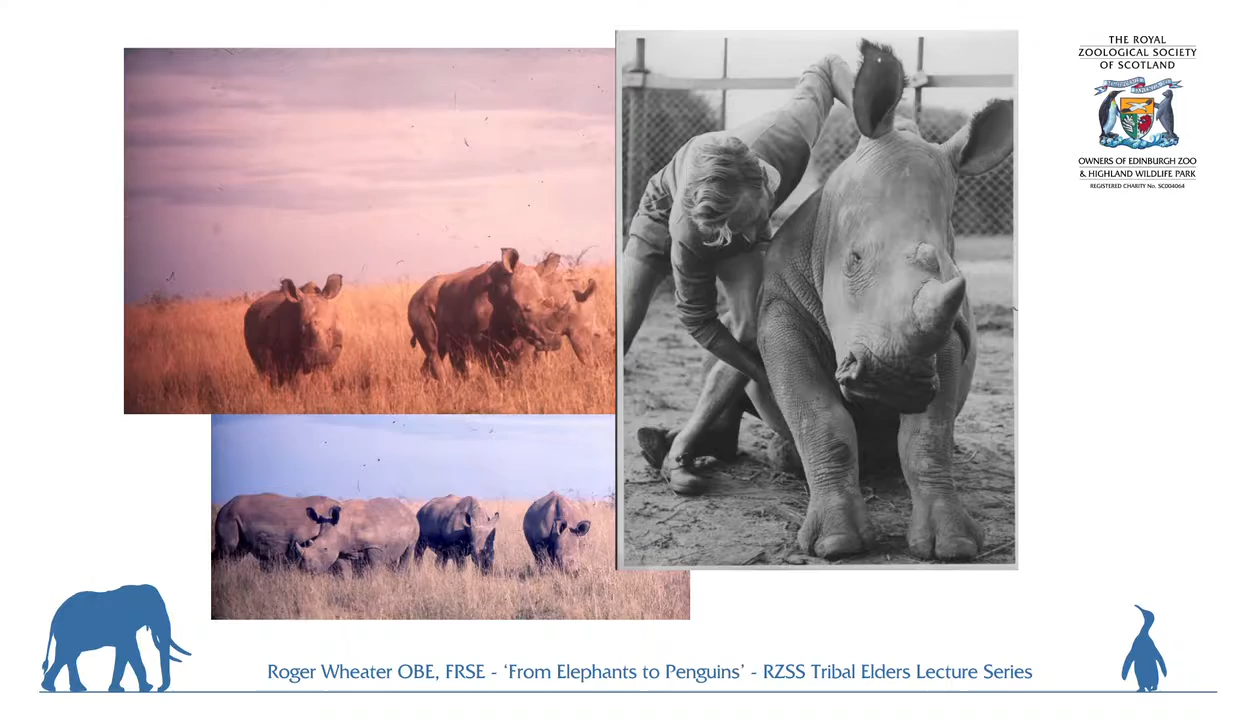 THE ROYAL
ZOOLOGICAL SOCIETY
OF SCOTLAND
OWNERS OF EDINBURGH ZOO
& HIGHLAND WILDLIFE PARK
REGISTERED CHARITY No. SC004064
Roger Wheater OBE, FRSE - ‘From Elephants to Penguins’ - RZSS Tribal Elders Lecture Series